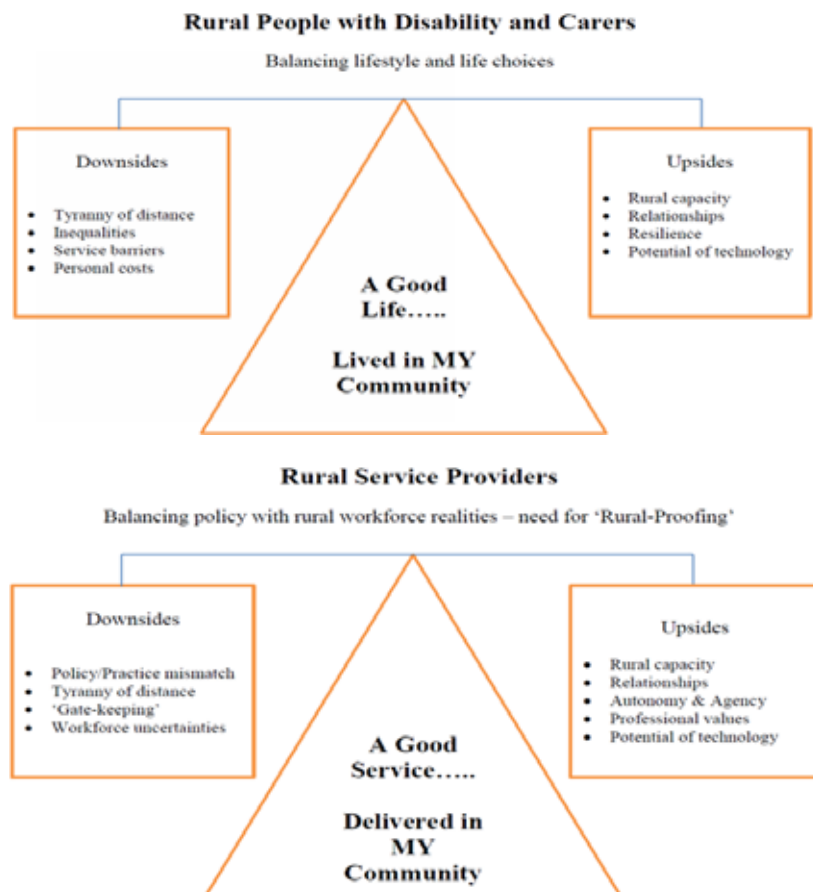 Rural People with Disability and Carers
Balancing lifestyle and life choices
Downsides
• Tyranny of distance
• Inequalities
• Service barriers
• Personal costs
Upsides
• Rural capacity
• Relationships
• Resilience
• Potential of technology
A Good
Life…..
Lived in MY
Community
Rural Service Providers
Balancing policy with rural workforce realities – need for ‘Rural-Proofing’
Downsides
• Policy/Practice mismatch
• Tyranny of distance
• ‘Gate-keeping’
• Workforce uncertainties
Upsides
• Rural capacity
• Relationships
• Autonomy & Agency
• Professional values
• Potential of technology
A Good
Service…..
Delivered in
MY
Community